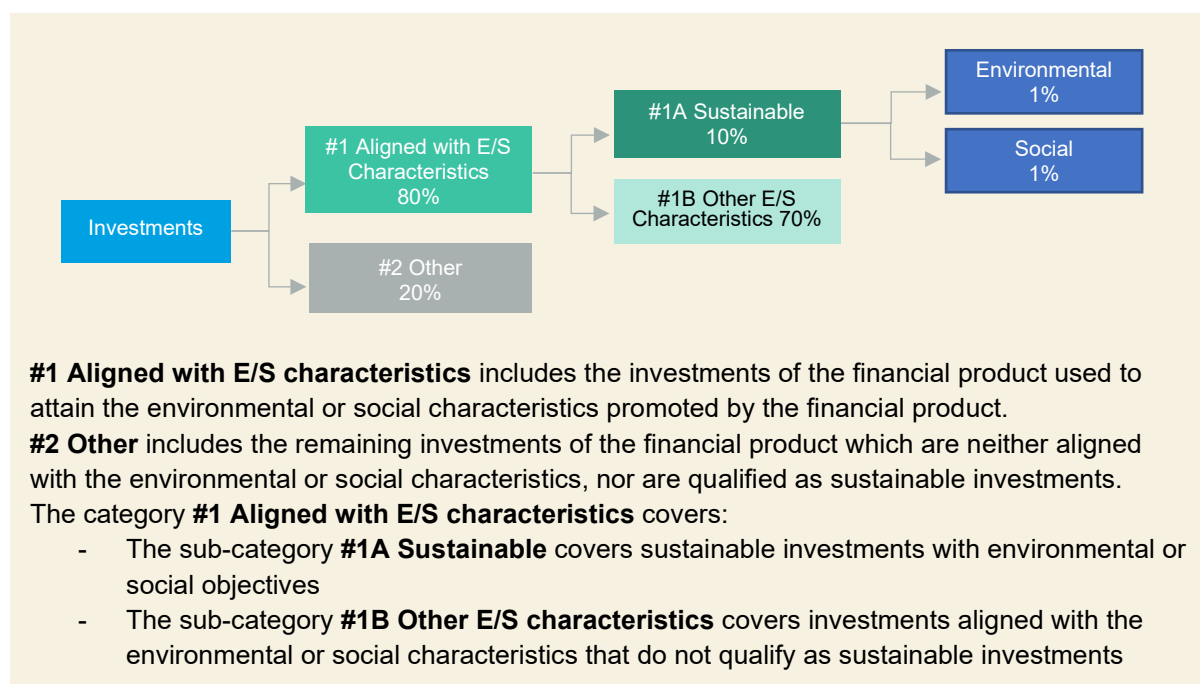 Investments
#1 Aligned with E/S
Characteristics
80%
#2 Other
20%
#1A Sustainable
10%
#1B Other E/S
Characteristics 70%
Environmental
1%
Social
1%
#1 Aligned with E/S characteristics includes the investments of the financial product used to
attain the environmental or social characteristics promoted by the financial product.
#2 Other includes the remaining investments of the financial product which are neither aligned
with the environmental or social characteristics, nor are qualified as sustainable investments.
The category #1 Aligned with E/S characteristics covers:
- The sub-category #1A Sustainable covers sustainable investments with environmental or
social objectives
- The sub-category #1B Other E/S characteristics covers investments aligned with the
environmental or social characteristics that do not qualify as sustainable investments